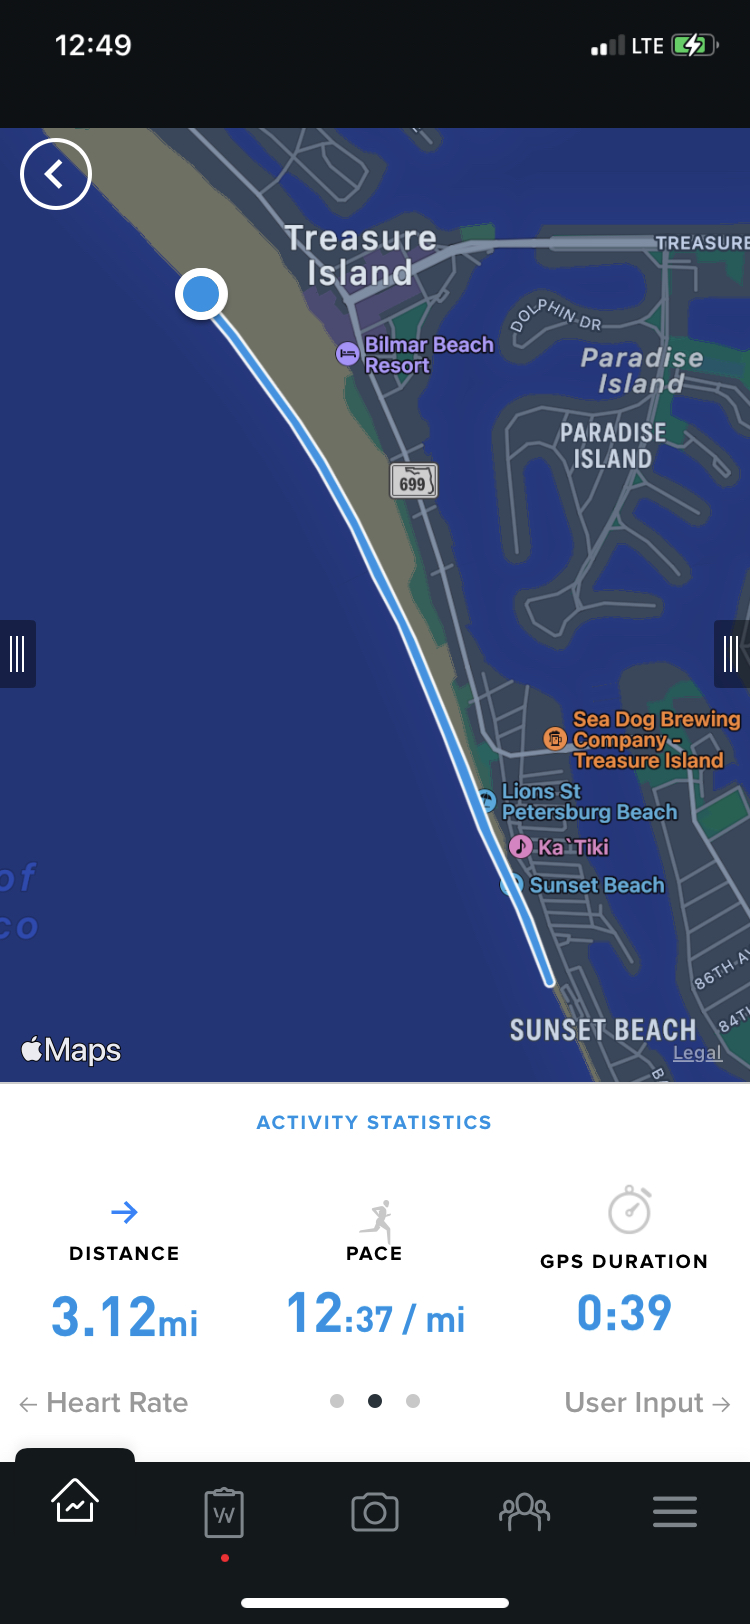 12:49
LTE
Treasure
Island
TREASURE
DOLPHIN DR
Bilmar Beach
Resort
Paradise
Island
PARADISE
ISLAND
699
Sea Dog Brewing
Company -
Treasure Island
Lions St
Petersburg Beach
Ka`Tiki
Sunset Beach
of
co
86TH AV
84TH
SUNSET BEACH
Maps
Legal
B
ACTIVITY STATISTICS
DISTANCE
PACE
GPS DURATION
3.12mi
12:37 / mi
0:39
← Heart Rate
User Input →